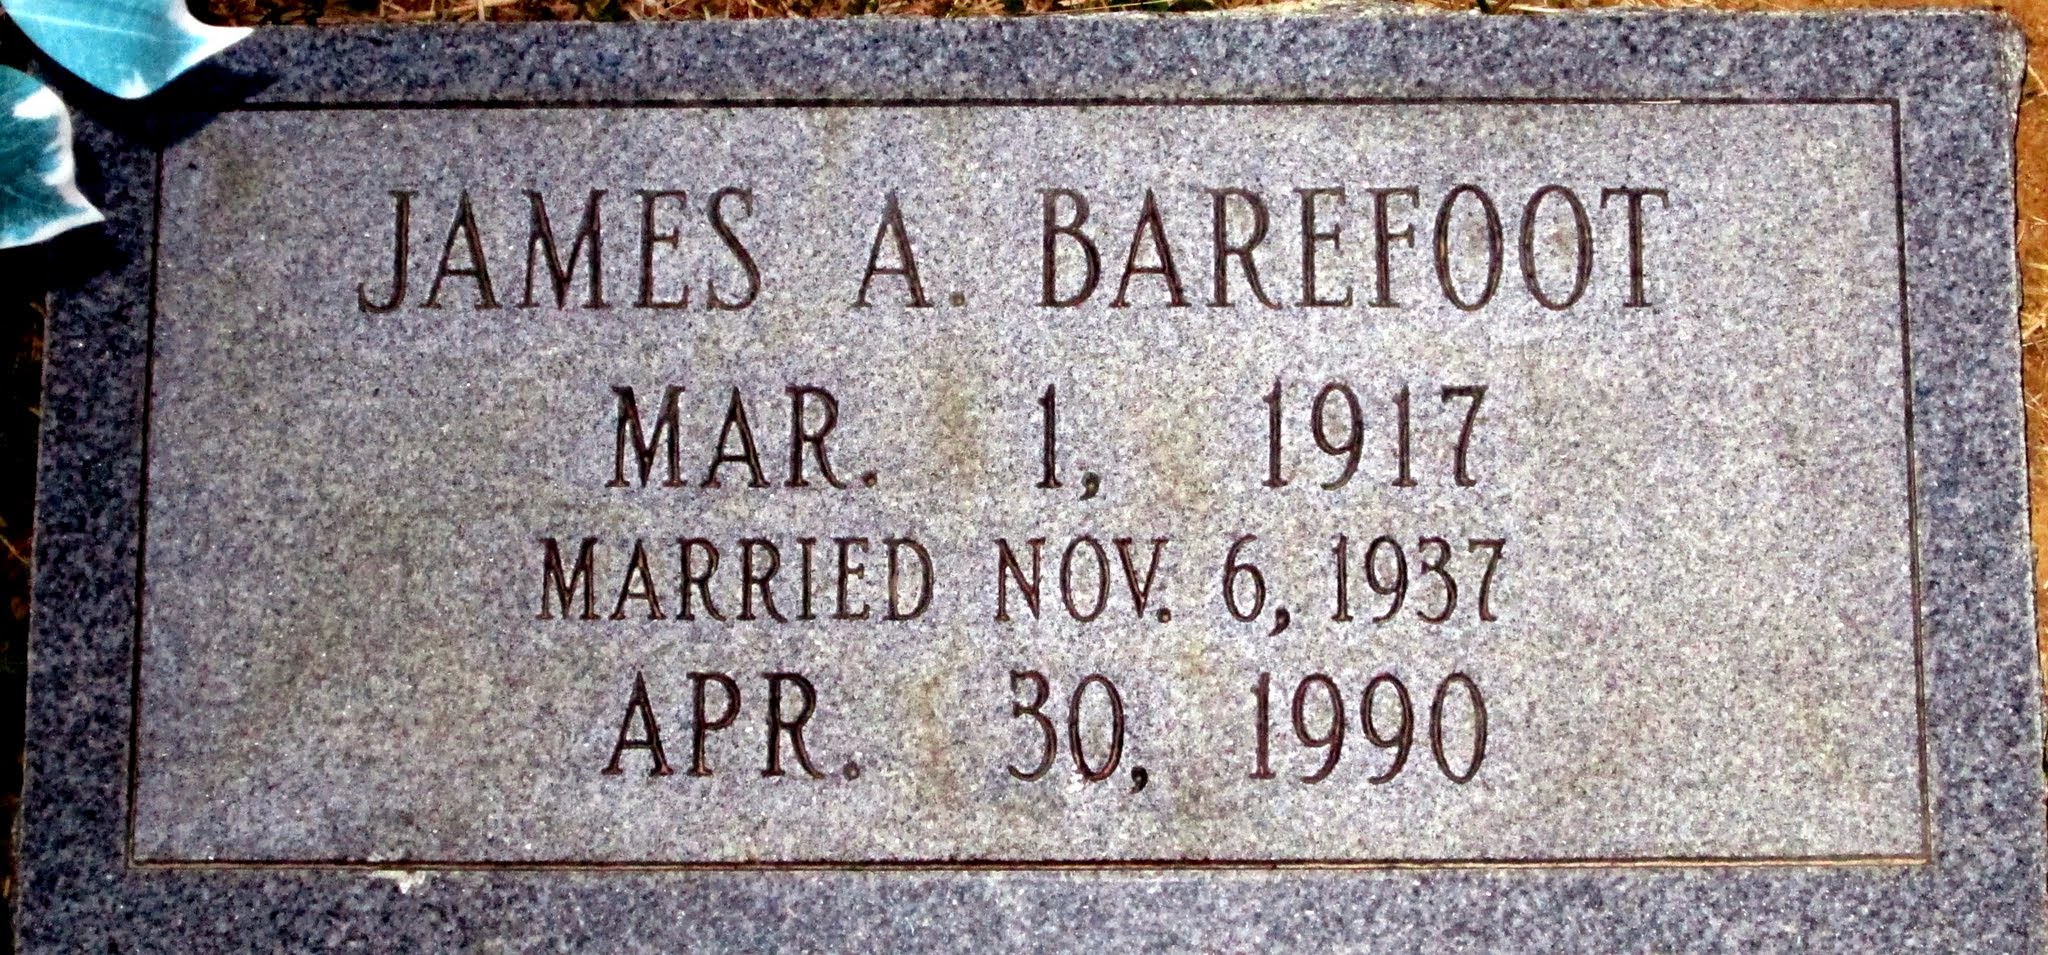 JAMES A. BAREFOOT
MAR. 1, 1917
MARRIED NOV. 6, 1937
APR. 30, 1990